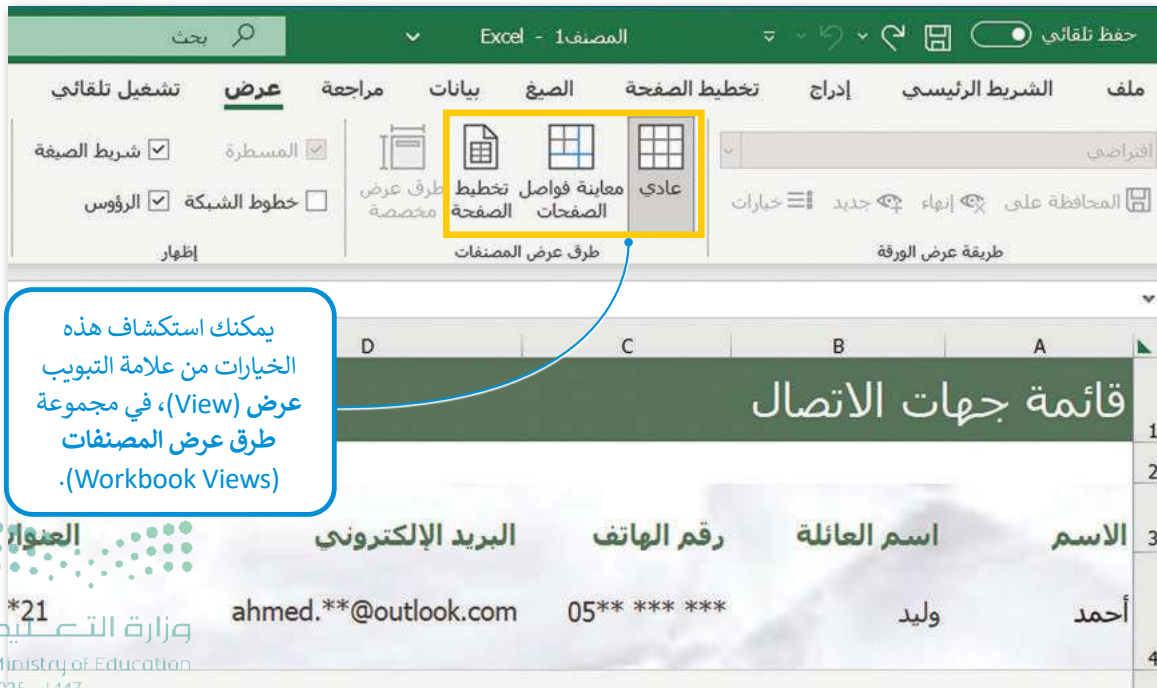 حفظ تلقائي
المصنف1 - Excel
بحث
ملف الشريط الرئيسي إدراج تخطيط الصفحة الصيغ بيانات مراجعة عرض تشغيل تلقائي
افتراضي
المحافظة على إنهاء جديد خيارات
طريقة عرض الورقة
عادي
معاينة فواصل الصفحات
تخطيط الصفحة
طرق عرض مخصصة
طرق عرض المصنفات
المسطرة شريط الصيغة
خطوط الشبكة الرؤوس
إظهار
يمكنك استكشاف هذه
الخيارات من علامة التبويب
عرض (View)، في مجموعة
طرق عرض المصنفات
(Workbook Views).
A B C D
1 قائمة جهات الاتصال
2
3 الاسم اسم العائلة رقم الهاتف البريد الإلكتروني
4 أحمد وليد 05** *** *** ahmed.**@outlook.com *21
وزارة التعليم
Ministry of Education